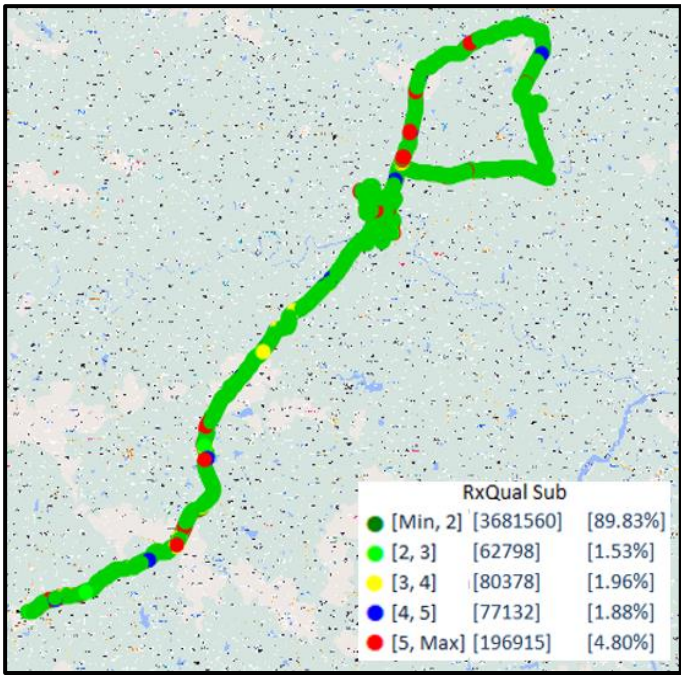 RxQual Sub
[Min, 2] [3681560] [89.83%]
[2, 3] [62798] [1.53%]
[3, 4] [80378] [1.96%]
[4, 5] [77132] [1.88%]
[5, Max] [196915] [4.80%]